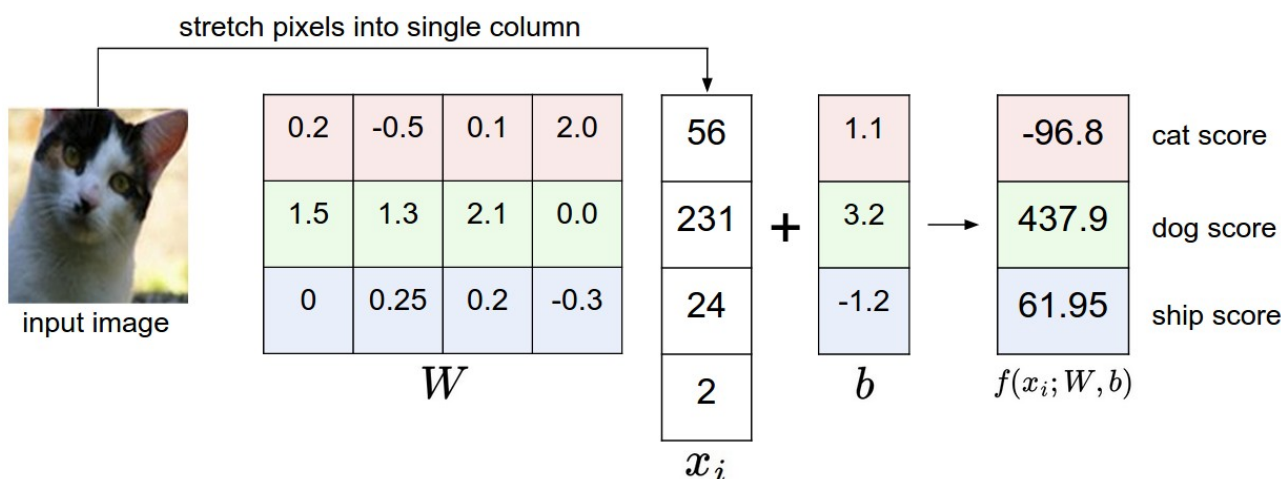 stretch pixels into single column
0.2 -0.5 0.1 2.0 56 1.1 -96.8 cat score
1.5 1.3 2.1 0.0 231 + 3.2 437.9 dog score
0 0.25 0.2 -0.3 24 -1.2 61.95 ship score
input image
W 2 b f(x_i; W, b)
x_i